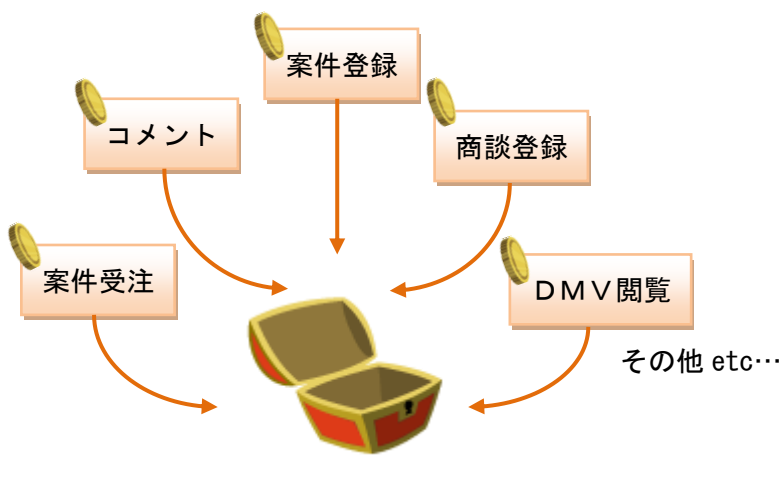 案件登録
コメント
商談登録
案件受注
ＤＭＶ閲覧
その他 etc…